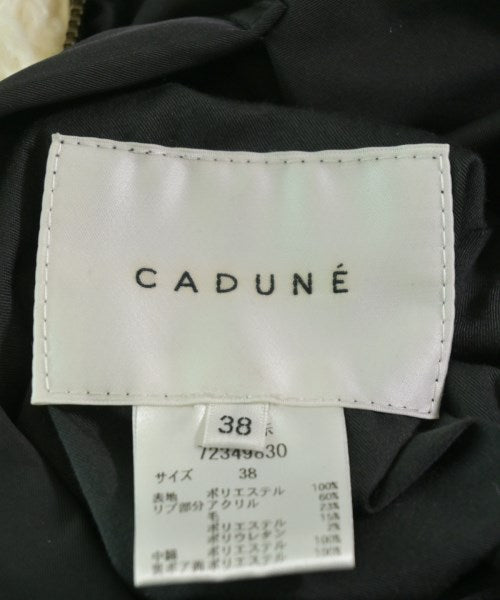 CADUNÉ
38
72349830
サイズ 38
表地 ポリエステル 100%
リブ部分 アクリル 60%
毛 23%
ポリエステル 15%
ポリウレタン 2%
中綿 ポリエステル 100%
裏ボア面 ポリエステル 100%